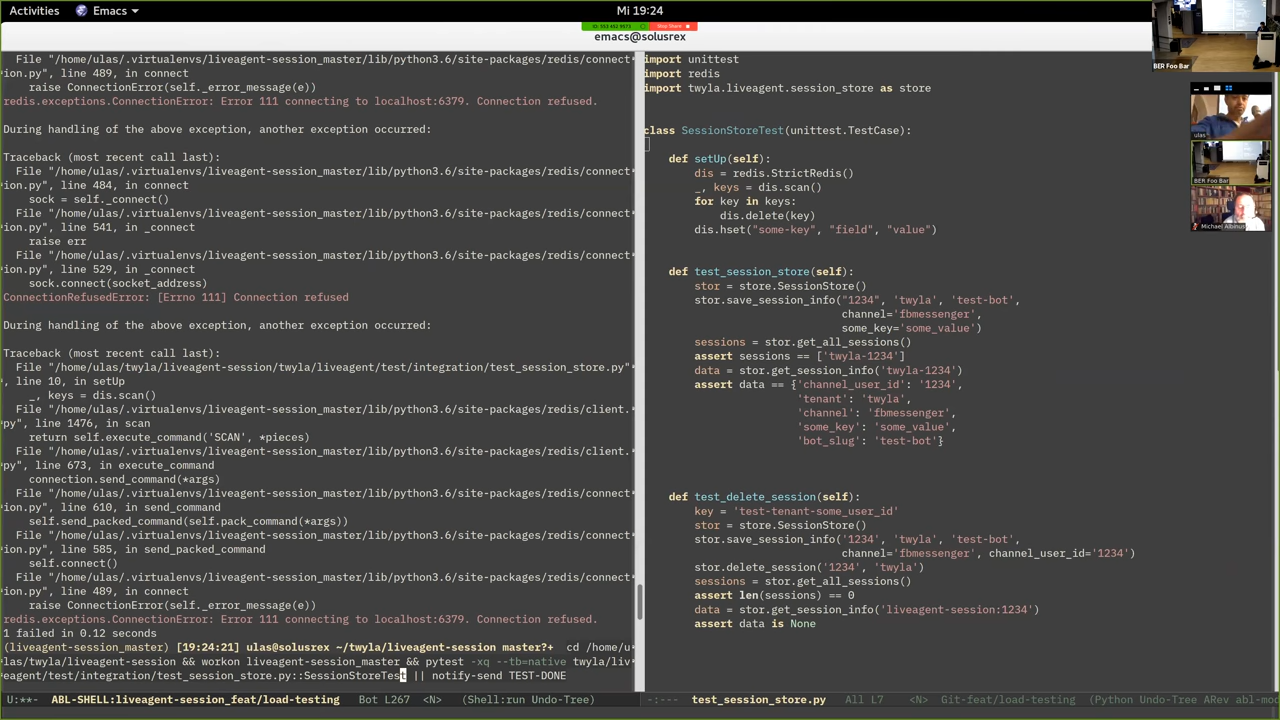 Activities
Emacs
Mi 19:24
emacs@solusrex
BER Foo Bar
File "/home/ulas/.virtualenvs/liveagent-session_master/lib/python3.6/site-packages/redis/connect
ion.py", line 489, in connect
raise ConnectionError(self._error_message(e))
redis.exceptions.ConnectionError: Error 111 connecting to localhost:6379. Connection refused.
During handling of the above exception, another exception occurred:
Traceback (most recent call last):
File "/home/ulas/.virtualenvs/liveagent-session_master/lib/python3.6/site-packages/redis/connect
ion.py", line 484, in connect
sock = self._connect()
File "/home/ulas/.virtualenvs/liveagent-session_master/lib/python3.6/site-packages/redis/connect
ion.py", line 541, in _connect
raise err
File "/home/ulas/.virtualenvs/liveagent-session_master/lib/python3.6/site-packages/redis/connect
ion.py", line 529, in _connect
sock.connect(socket_address)
ConnectionRefusedError: [Errno 111] Connection refused
During handling of the above exception, another exception occurred:
Traceback (most recent call last):
File "/home/ulas/twyla/liveagent-session/twyla/liveagent/test/integration/test_session_store.py"
, line 10, in setUp
_, keys = dis.scan()
File "/home/ulas/.virtualenvs/liveagent-session_master/lib/python3.6/site-packages/redis/client.
py", line 1476, in scan
return self.execute_command('SCAN', *pieces)
File "/home/ulas/.virtualenvs/liveagent-session_master/lib/python3.6/site-packages/redis/client.
py", line 673, in execute_command
connection.send_command(*args)
File "/home/ulas/.virtualenvs/liveagent-session_master/lib/python3.6/site-packages/redis/connect
ion.py", line 610, in send_command
self.send_packed_command(self.pack_command(*args))
File "/home/ulas/.virtualenvs/liveagent-session_master/lib/python3.6/site-packages/redis/connect
ion.py", line 585, in send_packed_command
self.connect()
File "/home/ulas/.virtualenvs/liveagent-session_master/lib/python3.6/site-packages/redis/connect
ion.py", line 489, in connect
raise ConnectionError(self._error_message(e))
redis.exceptions.ConnectionError: Error 111 connecting to localhost:6379. Connection refused.
1 failed in 0.12 seconds
(liveagent-session_master) [19:24:21] ulas@solusrex ~/twyla/liveagent-session master?+ cd /home/u
las/twyla/liveagent-session && workon liveagent-session_master && pytest -xq --tb=native twyla/liv
eagent/test/integration/test_session_store.py::SessionStoreTest || notify-send TEST-DONE
U:**- ABL-SHELL:liveagent-session_feat/load-testing Bot L267 <N> (Shell:run Undo-Tree)
import unittest
import redis
import twyla.liveagent.session_store as store
class SessionStoreTest(unittest.TestCase):
def setUp(self):
dis = redis.StrictRedis()
_, keys = dis.scan()
for key in keys:
dis.delete(key)
dis.hset("some-key", "field", "value")
def test_session_store(self):
stor = store.SessionStore()
stor.save_session_info("1234", 'twyla', 'test-bot',
channel='fbmessenger',
some_key='some_value')
sessions = stor.get_all_sessions()
assert sessions == ['twyla-1234']
data = stor.get_session_info('twyla-1234')
assert data == {'channel_user_id': '1234',
'tenant': 'twyla',
'channel': 'fbmessenger',
'some_key': 'some_value',
'bot_slug': 'test-bot'}
def test_delete_session(self):
key = 'test-tenant-some_user_id'
stor = store.SessionStore()
stor.save_session_info('1234', 'twyla', 'test-bot',
channel='fbmessenger', channel_user_id='1234')
stor.delete_session('1234', 'twyla')
sessions = stor.get_all_sessions()
assert len(sessions) == 0
data = stor.get_session_info('liveagent-session:1234')
assert data is None
-:--- test_session_store.py All L7 <N> Git-feat/load-testing (Python Undo-Tree ARev abl-mo
ulas
BER Foo Bar
Michael Albinus